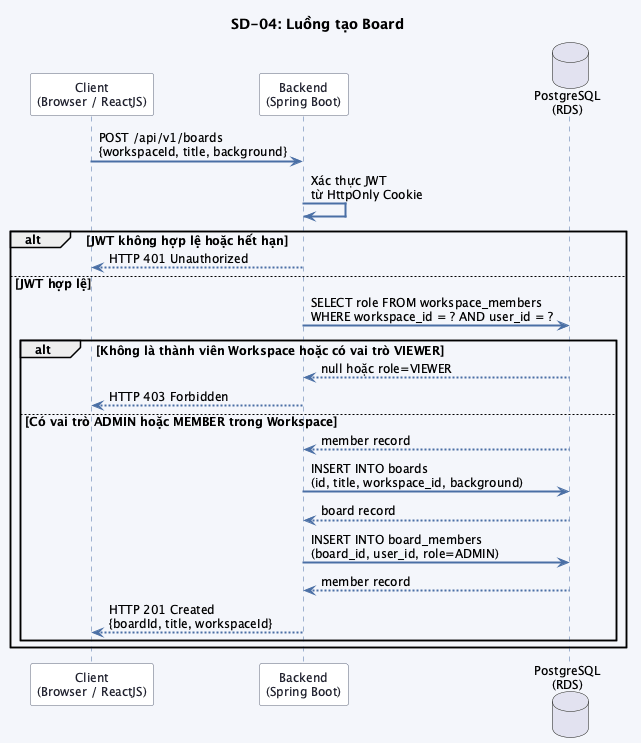 SD-04: Luồng tạo Board
Client
(Browser / ReactJS)
Backend
(Spring Boot)
PostgreSQL
(RDS)
POST /api/v1/boards
{workspaceId, title, background}
Xác thực JWT
từ HttpOnly Cookie
alt
[JWT không hợp lệ hoặc hết hạn]
HTTP 401 Unauthorized
[JWT hợp lệ]
SELECT role FROM workspace_members
WHERE workspace_id = ? AND user_id = ?
alt
[Không là thành viên Workspace hoặc có vai trò VIEWER]
null hoặc role=VIEWER
HTTP 403 Forbidden
[Có vai trò ADMIN hoặc MEMBER trong Workspace]
member record
INSERT INTO boards
(id, title, workspace_id, background)
board record
INSERT INTO board_members
(board_id, user_id, role=ADMIN)
member record
HTTP 201 Created
{boardId, title, workspaceId}
Client
(Browser / ReactJS)
Backend
(Spring Boot)
PostgreSQL
(RDS)